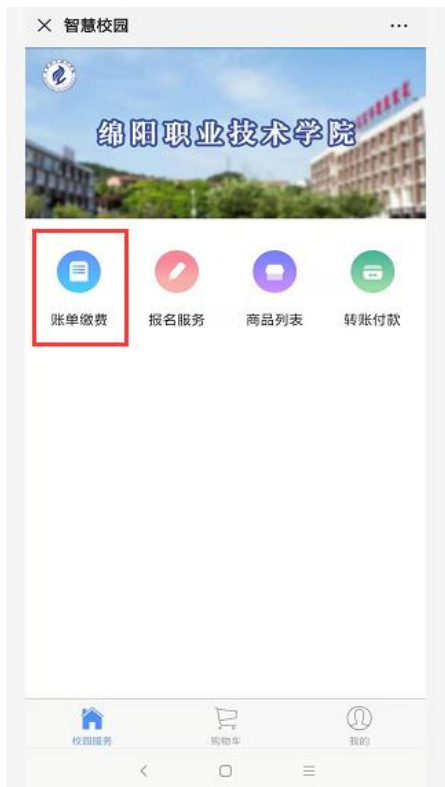 智慧校园
绵阳职业技术学院
账单缴费
报名服务
商品列表
转账付款
校园服务
购物车
我的